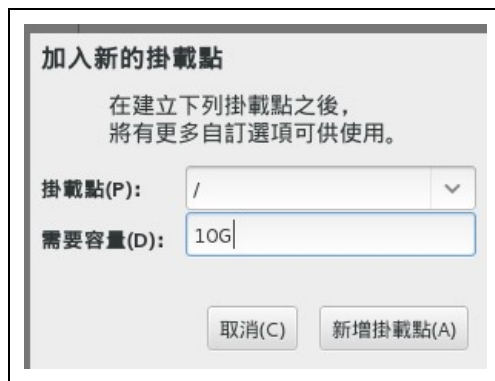 加入新的掛載點
在建立下列掛載點之後，
將有更多自訂選項可供使用。
掛載點(P)： /
需要容量(D)： 10G
取消(C) 新增掛載點(A)